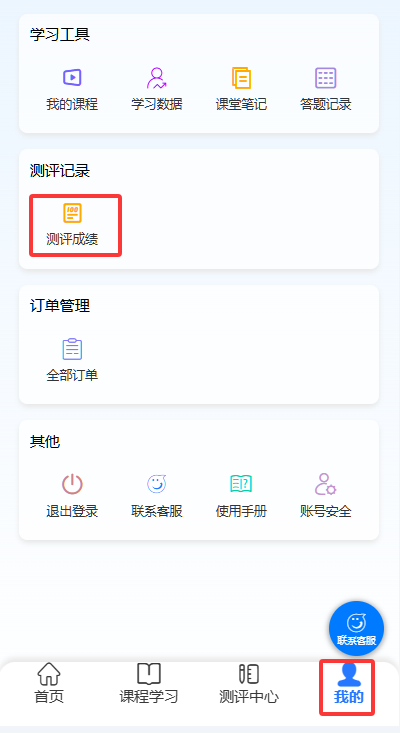 学习工具
我的课程 学习数据 课堂笔记 答题记录
测评记录
100
测评成绩
订单管理
全部订单
其他
退出登录 联系客服 使用手册 账号安全
联系客服
首页 课程学习 测评中心 我的